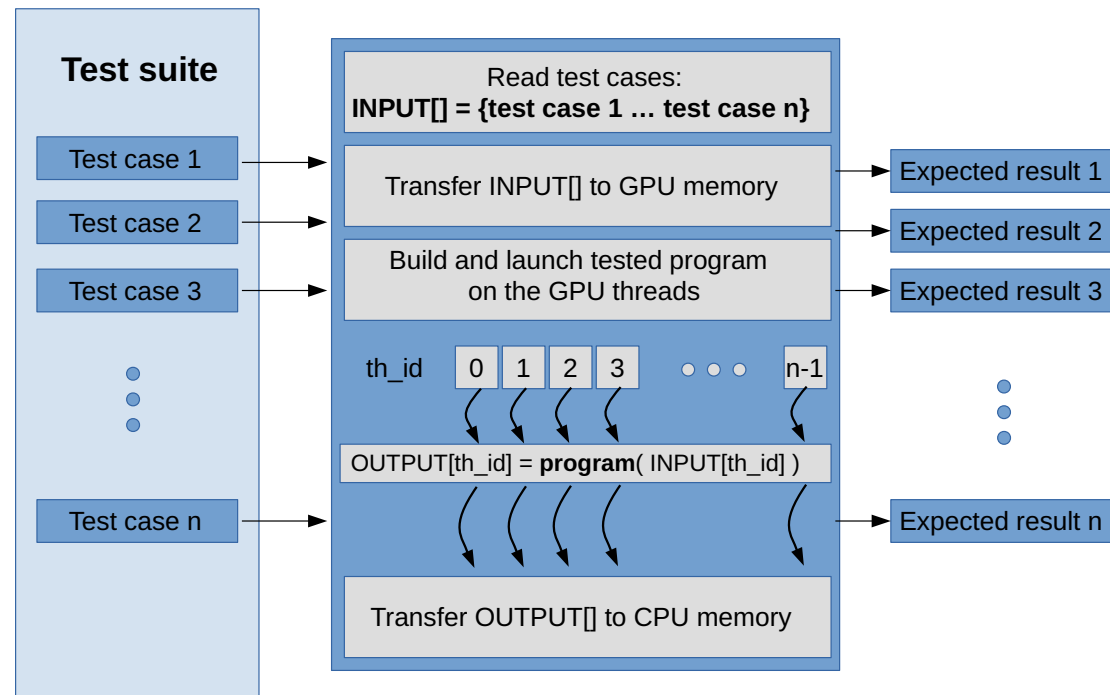 Test suite
Test case 1
Test case 2
Test case 3
Test case n
Read test cases:
INPUT[] = {test case 1 … test case n}
Transfer INPUT[] to GPU memory
Build and launch tested program
on the GPU threads
th_id 0 1 2 3 n-1
OUTPUT[th_id] = program( INPUT[th_id] )
Transfer OUTPUT[] to CPU memory
Expected result 1
Expected result 2
Expected result 3
Expected result n